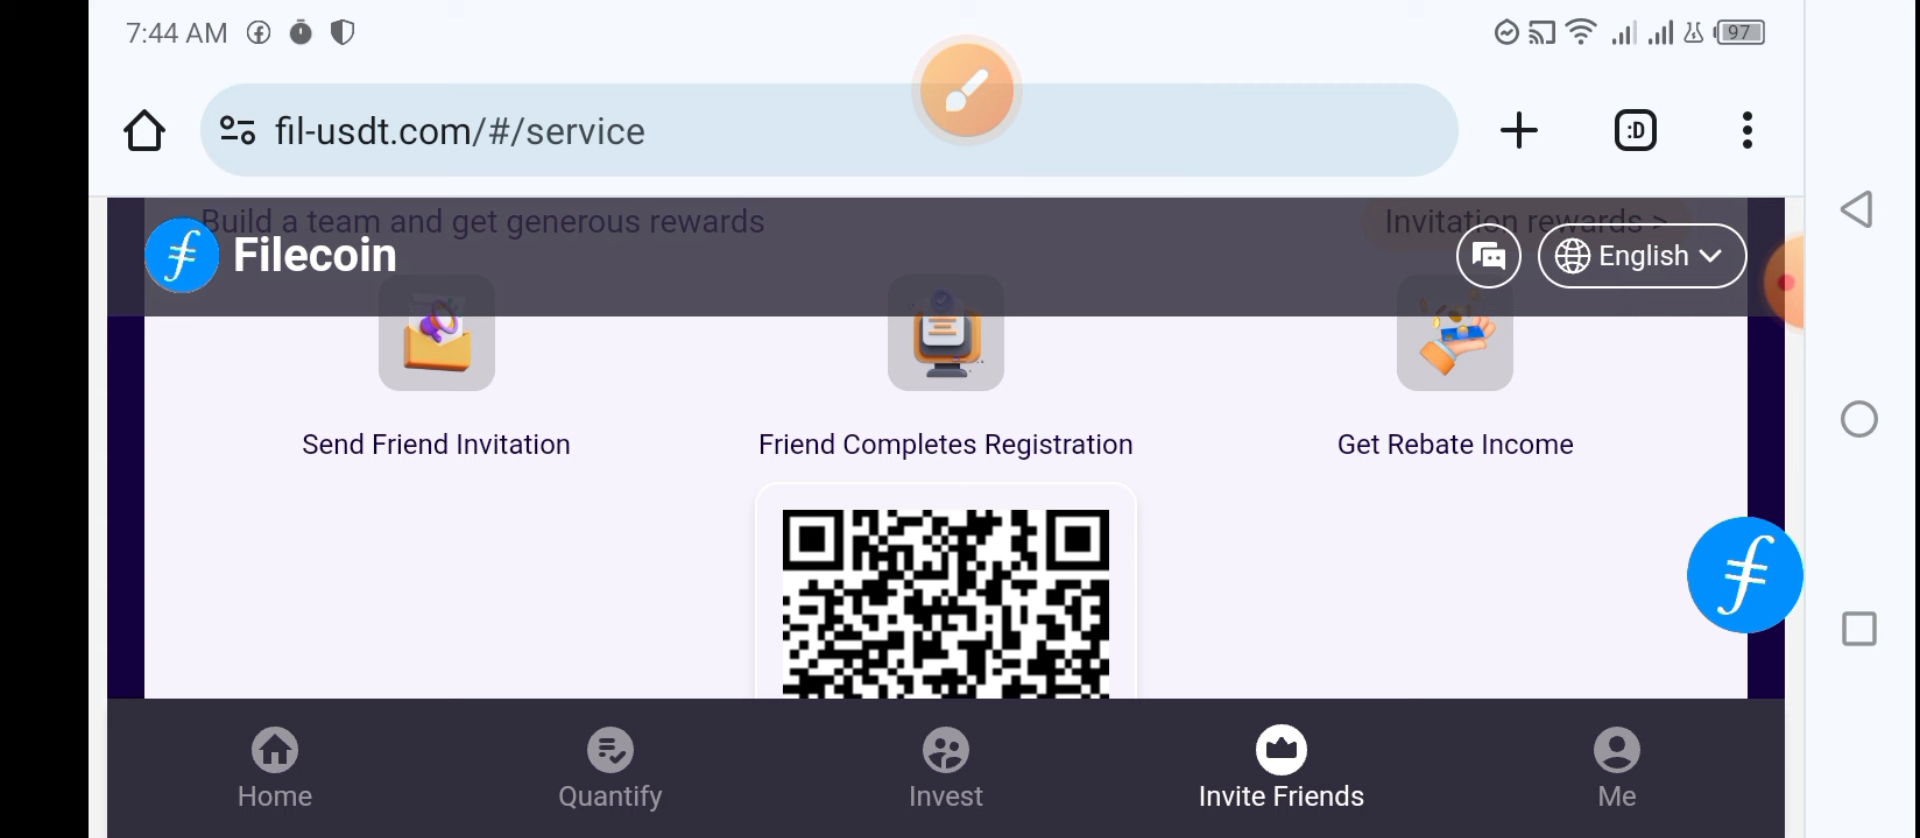 7:44 AM
97
fil-usdt.com/#/service
:D
Build a team and get generous rewards
Invitation rewards >
Filecoin
English
Send Friend Invitation
Friend Completes Registration
Get Rebate Income
Home
Quantify
Invest
Invite Friends
Me